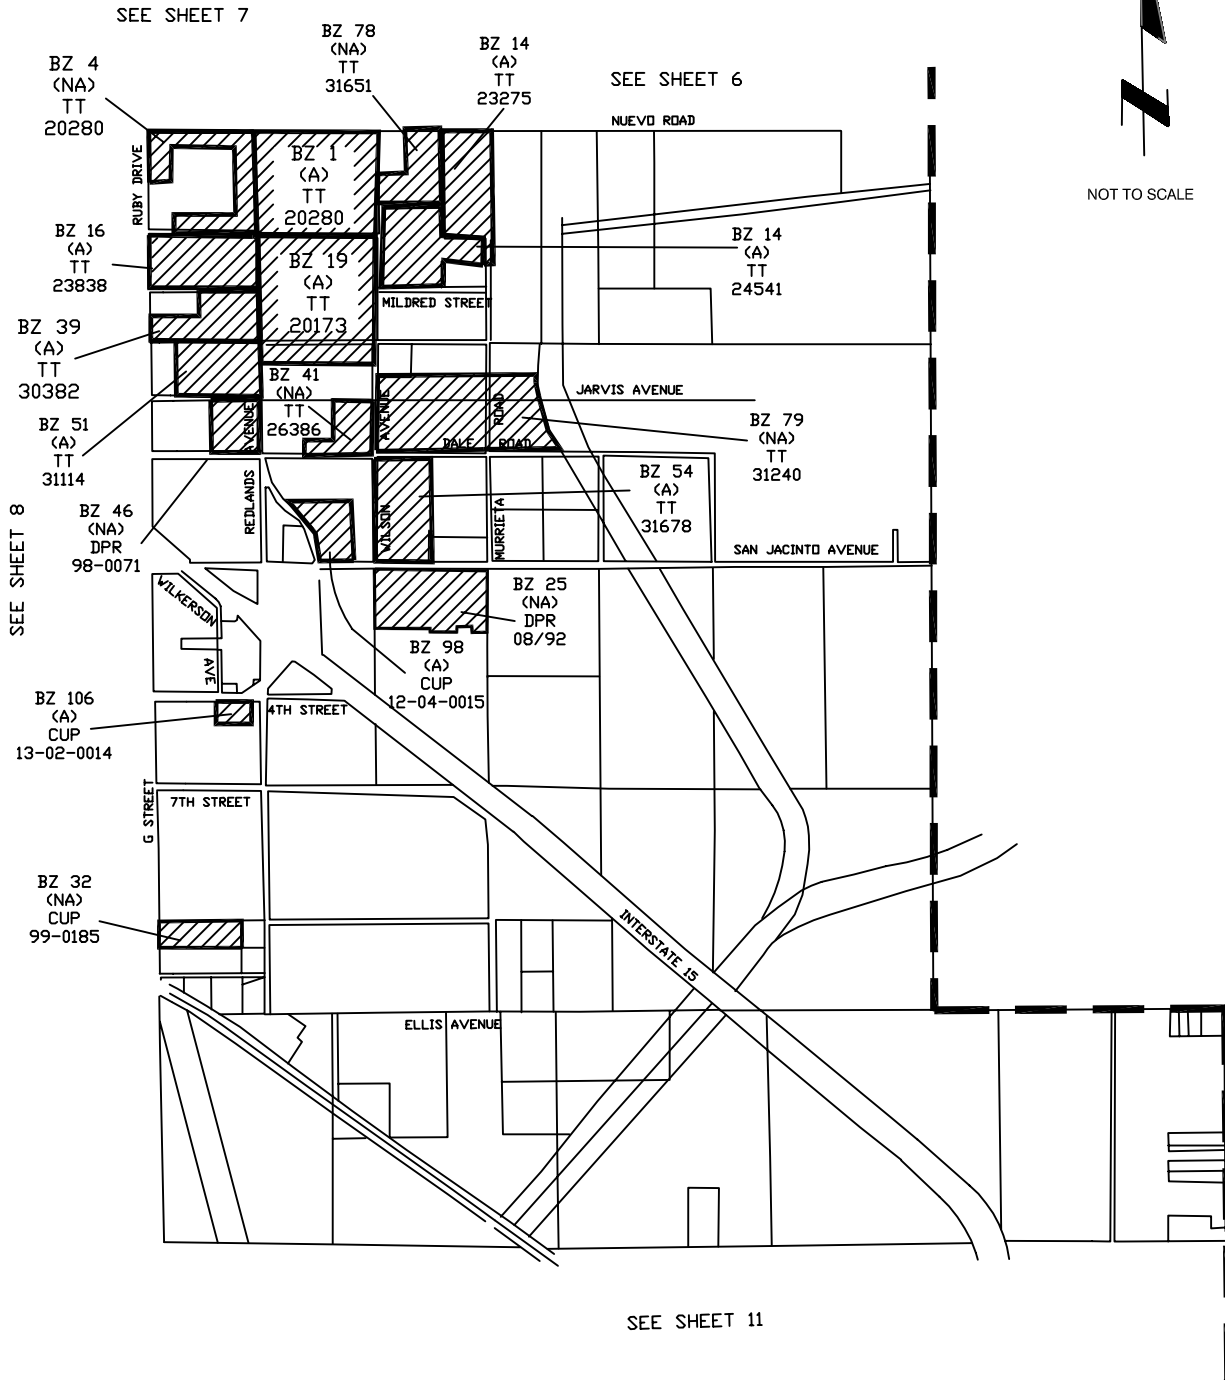 SEE SHEET 7
BZ 78
(NA)
TT
31651
BZ 14
(A)
TT
23275
SEE SHEET 6
BZ 4
(NA)
TT
20280
NUEVO ROAD
RUBY DRIVE
BZ 1
(A)
TT
20280
NOT TO SCALE
BZ 16
(A)
TT
23838
BZ 19
(A)
TT
20173
BZ 14
(A)
TT
24541
MILDRED STREET
BZ 39
(A)
TT
30382
BZ 41
(NA)
TT
26386
AVENUE
AVENUE
ROAD
JARVIS AVENUE
BZ 51
(A)
TT
31114
DALE ROAD
BZ 79
(NA)
TT
31240
BZ 54
(A)
TT
31678
REDLANDS
WILSON
MURRIETA
BZ 46
(NA)
DPR
98-0071
SEE SHEET 8
SAN JACINTO AVENUE
WILKERSON
AVE
BZ 25
(NA)
DPR
08/92
BZ 98
(A)
CUP
12-04-0015
BZ 106
(A)
CUP
13-02-0014
4TH STREET
G STREET
7TH STREET
BZ 32
(NA)
CUP
99-0185
INTERSTATE 15
ELLIS AVENUE
SEE SHEET 11